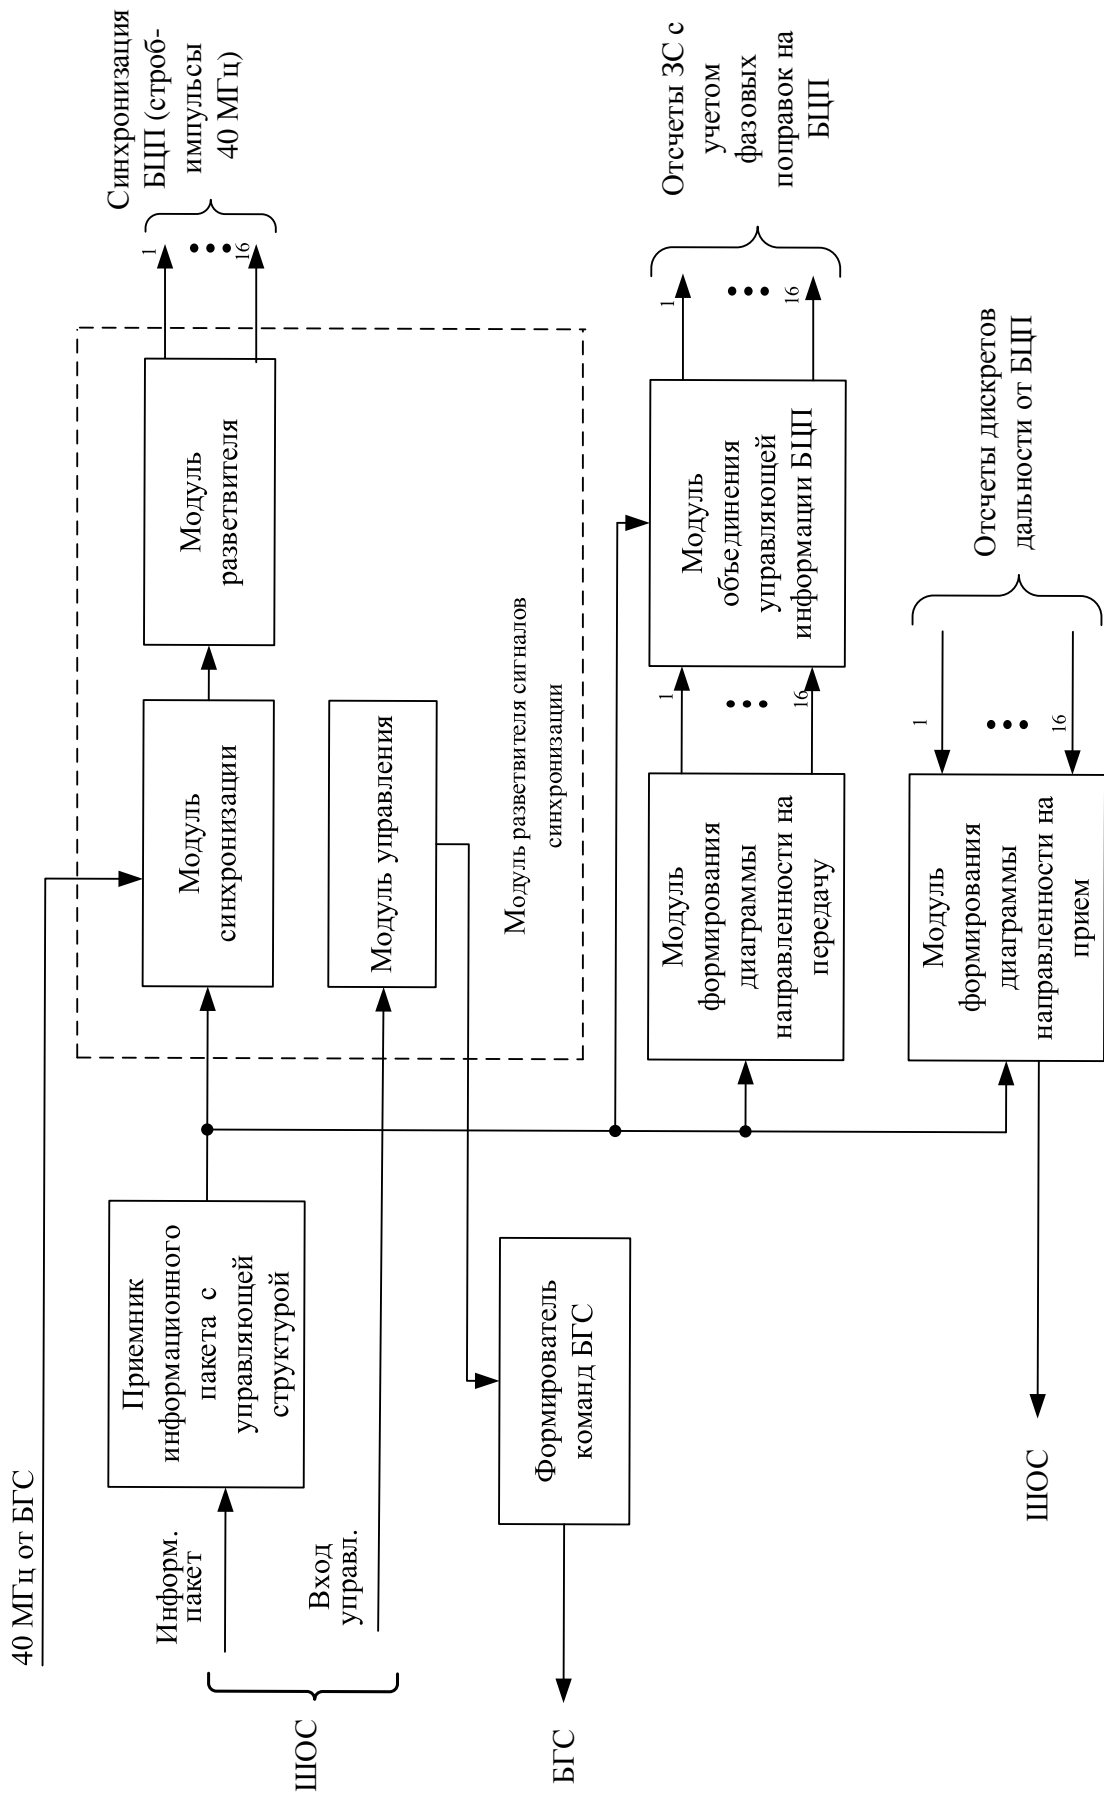 40 МГц от БГС
Информ.
пакет
Вход
управл.
ШОС
БГС
ШОС
Приемник
информационного
пакета с
управляющей
структурой
Формирователь
команд БГС
Модуль
синхронизации
Модуль управления
Модуль
разветвителя
Модуль разветвителя сигналов
синхронизации
1
16
Синхронизация
БЦП (строб-
импульсы
40 МГц)
Модуль
формирования
диаграммы
направленности на
передачу
1
16
Модуль
объединения
управляющей
информации БЦП
1
16
Отсчеты ЗС с
учетом
фазовых
поправок на
БЦП
Модуль
формирования
диаграммы
направленности на
прием
1
16
Отсчеты дискретов
дальности от БЦП